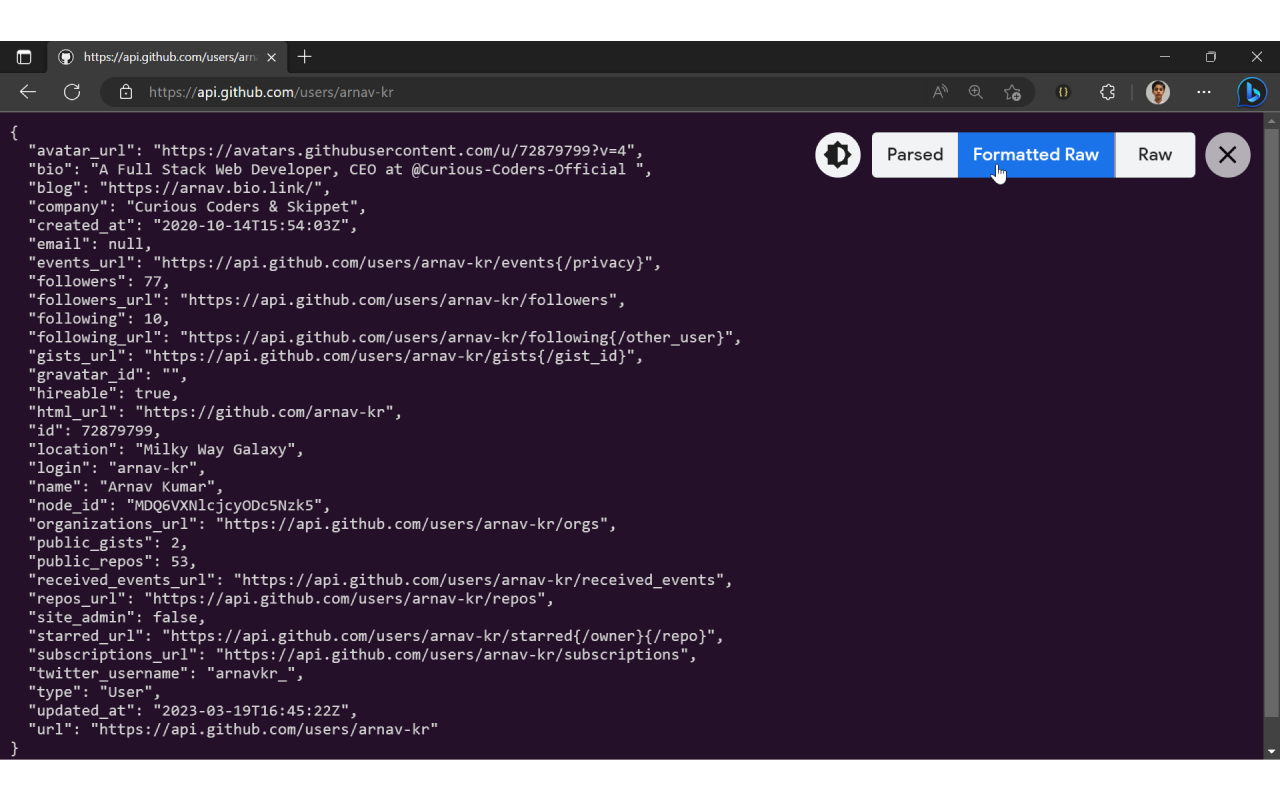 https://api.github.com/users/arn
https://api.github.com/users/arnav-kr
Parsed
Formatted Raw
Raw
{
  "avatar_url": "https://avatars.githubusercontent.com/u/72879799?v=4",
  "bio": "A Full Stack Web Developer, CEO at @Curious-Coders-Official ",
  "blog": "https://arnav.bio.link/",
  "company": "Curious Coders & Skippet",
  "created_at": "2020-10-14T15:54:03Z",
  "email": null,
  "events_url": "https://api.github.com/users/arnav-kr/events{/privacy}",
  "followers": 77,
  "followers_url": "https://api.github.com/users/arnav-kr/followers",
  "following": 10,
  "following_url": "https://api.github.com/users/arnav-kr/following{/other_user}",
  "gists_url": "https://api.github.com/users/arnav-kr/gists{/gist_id}",
  "gravatar_id": "",
  "hireable": true,
  "html_url": "https://github.com/arnav-kr",
  "id": 72879799,
  "location": "Milky Way Galaxy",
  "login": "arnav-kr",
  "name": "Arnav Kumar",
  "node_id": "MDQ6VXNlcjcyODc5Nzk5",
  "organizations_url": "https://api.github.com/users/arnav-kr/orgs",
  "public_gists": 2,
  "public_repos": 53,
  "received_events_url": "https://api.github.com/users/arnav-kr/received_events",
  "repos_url": "https://api.github.com/users/arnav-kr/repos",
  "site_admin": false,
  "starred_url": "https://api.github.com/users/arnav-kr/starred{/owner}{/repo}",
  "subscriptions_url": "https://api.github.com/users/arnav-kr/subscriptions",
  "twitter_username": "arnavkr_",
  "type": "User",
  "updated_at": "2023-03-19T16:45:22Z",
  "url": "https://api.github.com/users/arnav-kr"
}